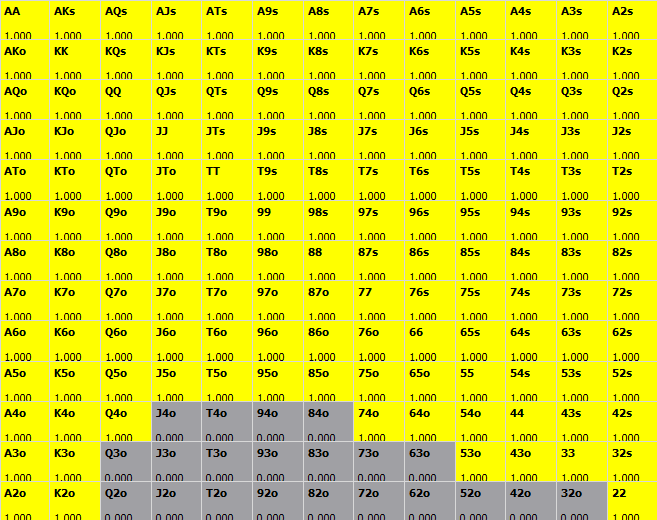 AA AKs AQs AJs ATs A9s A8s A7s A6s A5s A4s A3s A2s
1.000 1.000 1.000 1.000 1.000 1.000 1.000 1.000 1.000 1.000 1.000 1.000 1.000
AKo KK KQs KJs KTs K9s K8s K7s K6s K5s K4s K3s K2s
1.000 1.000 1.000 1.000 1.000 1.000 1.000 1.000 1.000 1.000 1.000 1.000 1.000
AQo KQo QQ QJs QTs Q9s Q8s Q7s Q6s Q5s Q4s Q3s Q2s
1.000 1.000 1.000 1.000 1.000 1.000 1.000 1.000 1.000 1.000 1.000 1.000 1.000
AJo KJo QJo JJ JTs J9s J8s J7s J6s J5s J4s J3s J2s
1.000 1.000 1.000 1.000 1.000 1.000 1.000 1.000 1.000 1.000 1.000 1.000 1.000
ATo KTo QTo JTo TT T9s T8s T7s T6s T5s T4s T3s T2s
1.000 1.000 1.000 1.000 1.000 1.000 1.000 1.000 1.000 1.000 1.000 1.000 1.000
A9o K9o Q9o J9o T9o 99 98s 97s 96s 95s 94s 93s 92s
1.000 1.000 1.000 1.000 1.000 1.000 1.000 1.000 1.000 1.000 1.000 1.000 1.000
A8o K8o Q8o J8o T8o 98o 88 87s 86s 85s 84s 83s 82s
1.000 1.000 1.000 1.000 1.000 1.000 1.000 1.000 1.000 1.000 1.000 1.000 1.000
A7o K7o Q7o J7o T7o 97o 87o 77 76s 75s 74s 73s 72s
1.000 1.000 1.000 1.000 1.000 1.000 1.000 1.000 1.000 1.000 1.000 1.000 1.000
A6o K6o Q6o J6o T6o 96o 86o 76o 66 65s 64s 63s 62s
1.000 1.000 1.000 1.000 1.000 1.000 1.000 1.000 1.000 1.000 1.000 1.000 1.000
A5o K5o Q5o J5o T5o 95o 85o 75o 65o 55 54s 53s 52s
1.000 1.000 1.000 1.000 1.000 1.000 1.000 1.000 1.000 1.000 1.000 1.000 1.000
A4o K4o Q4o J4o T4o 94o 84o 74o 64o 54o 44 43s 42s
1.000 1.000 1.000 0.000 0.000 0.000 0.000 1.000 1.000 1.000 1.000 1.000 1.000
A3o K3o Q3o J3o T3o 93o 83o 73o 63o 53o 43o 33 32s
1.000 1.000 0.000 0.000 0.000 0.000 0.000 0.000 0.000 1.000 1.000 1.000 1.000
A2o K2o Q2o J2o T2o 92o 82o 72o 62o 52o 42o 32o 22
1.000 1.000 0.000 0.000 0.000 0.000 0.000 0.000 0.000 0.000 0.000 0.000 1.000